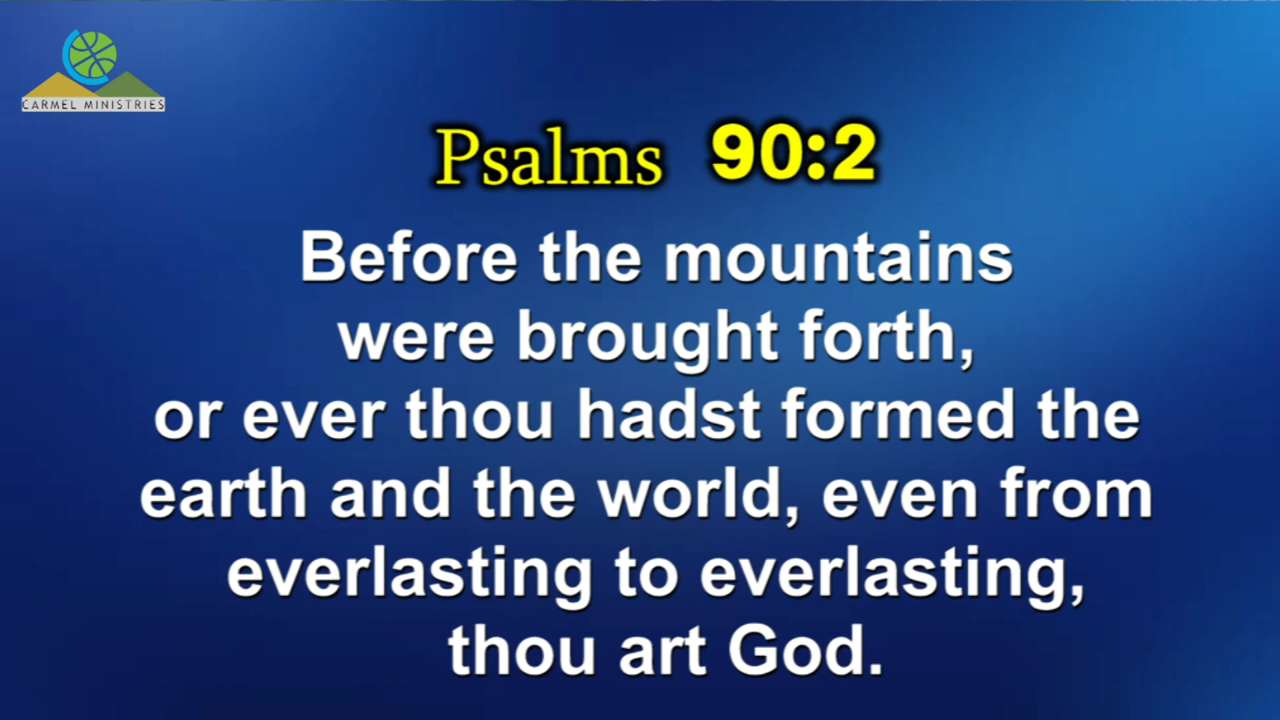 CARMEL MINISTRIES
Psalms 90:2
Before the mountains
were brought forth,
or ever thou hadst formed the
earth and the world, even from
everlasting to everlasting,
thou art God.